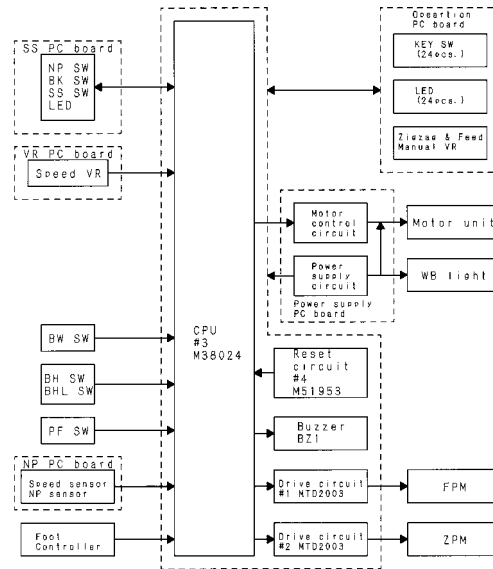 SS PC board
NP SW
BK SW
SS SW
LED
VR PC board
Speed VR
BW SW
BH SW
BHL SW
PF SW
NP PC board
Speed sensor
NP sensor
Foot
Controller
CPU
#3
M38024
Operation
PC board
KEY SW
(24pcs.)
LED
(24pcs.)
Zigzag & Feed
Manual VR
Motor
control
circuit
Power
supply
circuit
Power supply
PC board
Motor unit
WB light
Reset
circuit
#4
M51953
Buzzer
BZ1
Drive circuit
#1 MTD2003
FPM
Drive circuit
#2 MTD2003
ZPM